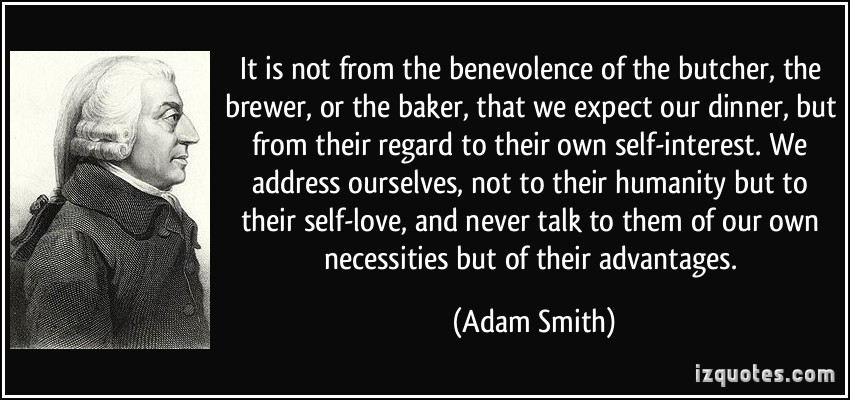 It is not from the benevolence of the butcher, the
brewer, or the baker, that we expect our dinner, but
from their regard to their own self-interest. We
address ourselves, not to their humanity but to
their self-love, and never talk to them of our own
necessities but of their advantages.
(Adam Smith)
izquotes.com